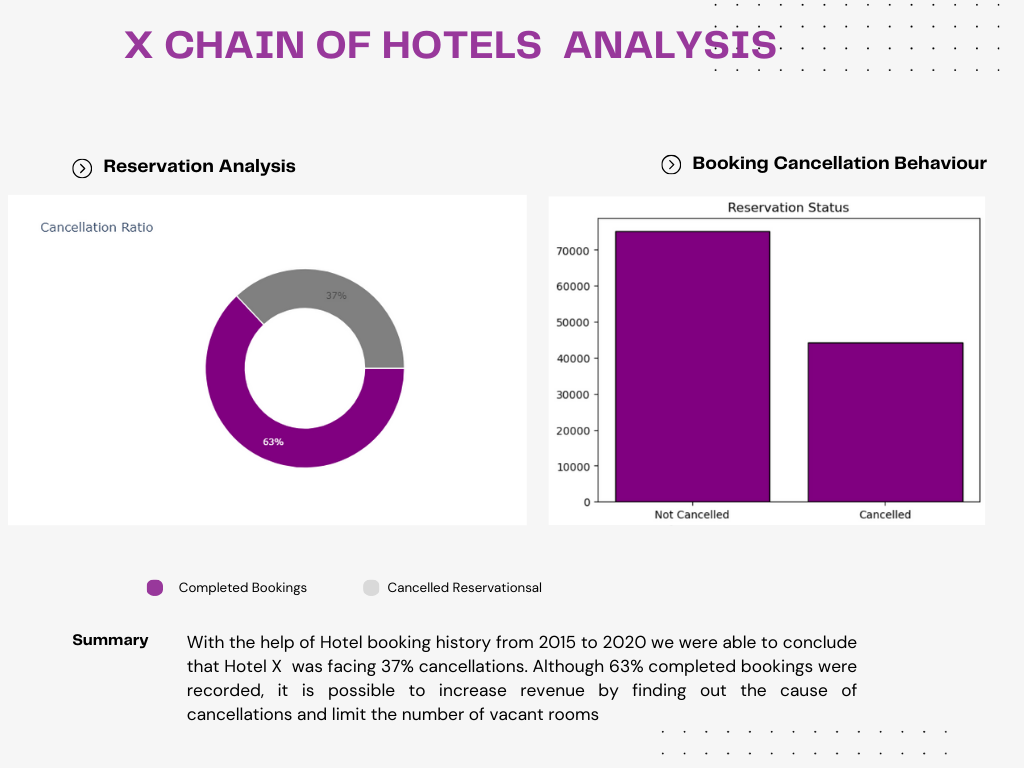 X CHAIN OF HOTELS  ANALYSIS
Reservation Analysis
Cancellation Ratio
37%
63%
Booking Cancellation Behaviour
Reservation Status
70000
60000
50000
40000
30000
20000
10000
0
Not Cancelled
Cancelled
Completed Bookings
Cancelled Reservationsal
Summary
With the help of Hotel booking history from 2015 to 2020 we were able to conclude
that Hotel X  was facing 37% cancellations. Although 63% completed bookings were
recorded, it is possible to increase revenue by finding out the cause of
cancellations and limit the number of vacant rooms